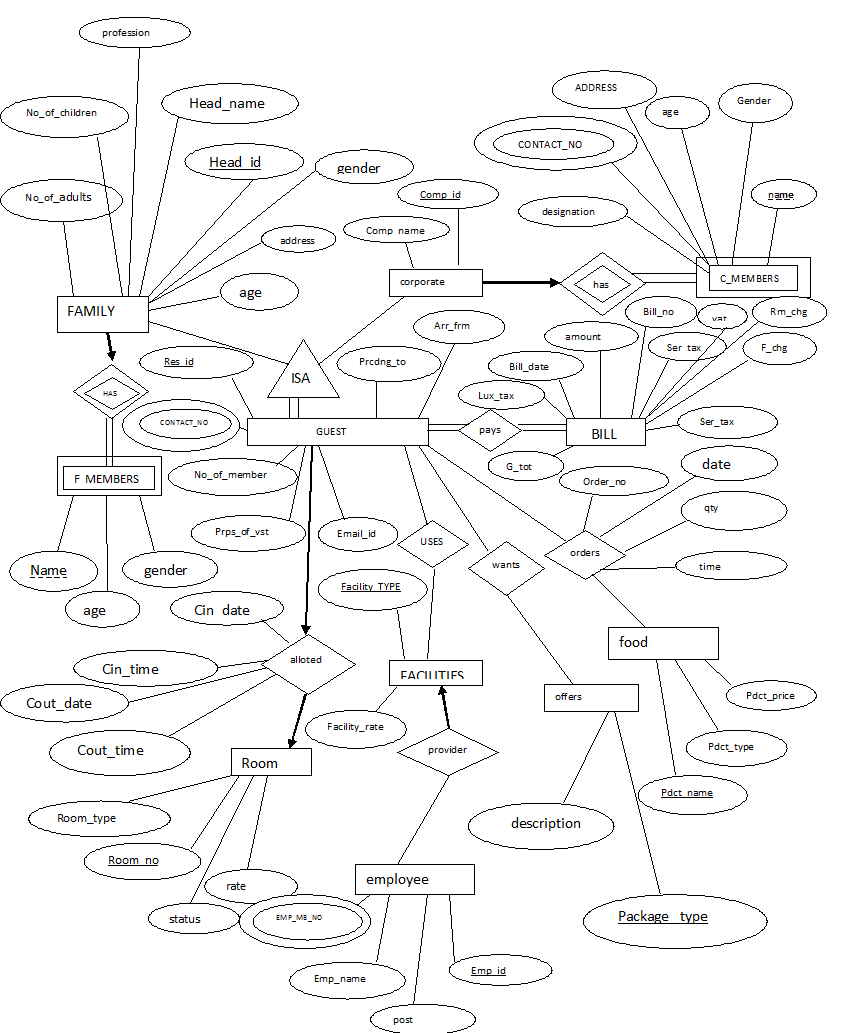 profession
Head_name
No_of_children
Head_id
gender
No_of_adults
address
age
FAMILY
HAS
F_MEMBERS
Name
age
gender
ADDRESS
age
Gender
CONTACT_NO
name
designation
Comp_id
Comp_name
corporate
has
C_MEMBERS
Arr_frm
Bill_no
vat
Rm_chg
amount
Ser_tax
F_chg
Bill_date
Lux_tax
Res_id
ISA
Prcdng_to
CONTACT_NO
GUEST
pays
BILL
Ser_tax
G_tot
No_of_member
Order_no
date
qty
Prps_of_vst
Email_id
USES
wants
orders
time
Facility_TYPE
Cin_date
alloted
Cin_time
Cout_date
Cout_time
food
FACILITIES
offers
Facility_rate
provider
Pdct_price
Pdct_type
Pdct_name
Room
Room_type
Room_no
rate
status
description
Package_type
employee
EMP_MB_NO
Emp_name
Emp_id
post